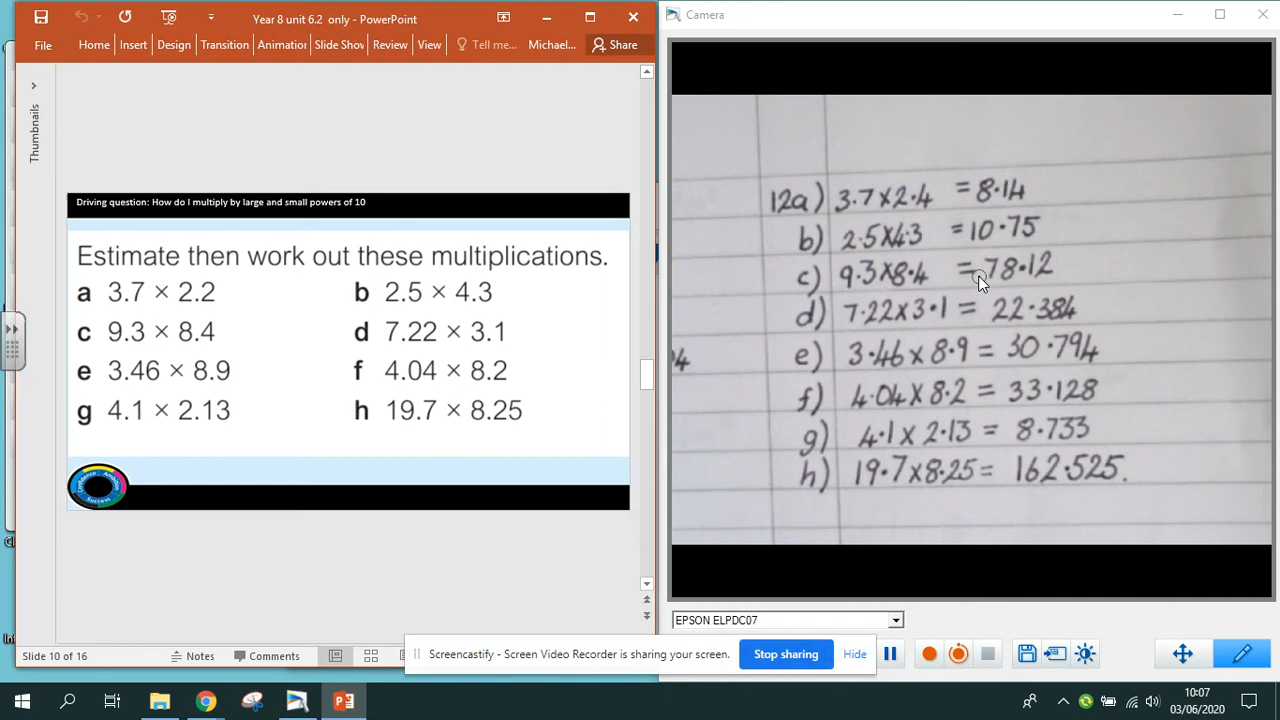 Year 8 unit 6.2 only - PowerPoint
File Home Insert Design Transition Animation Slide Show Review View Tell me... Michael... Share
Thumbnails
Driving question: How do I multiply by large and small powers of 10
Estimate then work out these multiplications.
a 3.7 × 2.2 b 2.5 × 4.3
c 9.3 × 8.4 d 7.22 × 3.1
e 3.46 × 8.9 f 4.04 × 8.2
g 4.1 × 2.13 h 19.7 × 8.25
Confidence Ambition Success
Slide 10 of 16 Notes Comments
Camera
12a) 3.7×2.4 = 8.14
b) 2.5×4.3 = 10.75
c) 9.3×8.4 = 78.12
d) 7.22×3.1 = 22.384
e) 3.46×8.9 = 30.794
f) 4.04×8.2 = 33.128
g) 4.1×2.13 = 8.733
h) 19.7×8.25 = 162.525.
EPSON ELPDC07
Screencastify - Screen Video Recorder is sharing your screen. Stop sharing Hide
10:07
03/06/2020